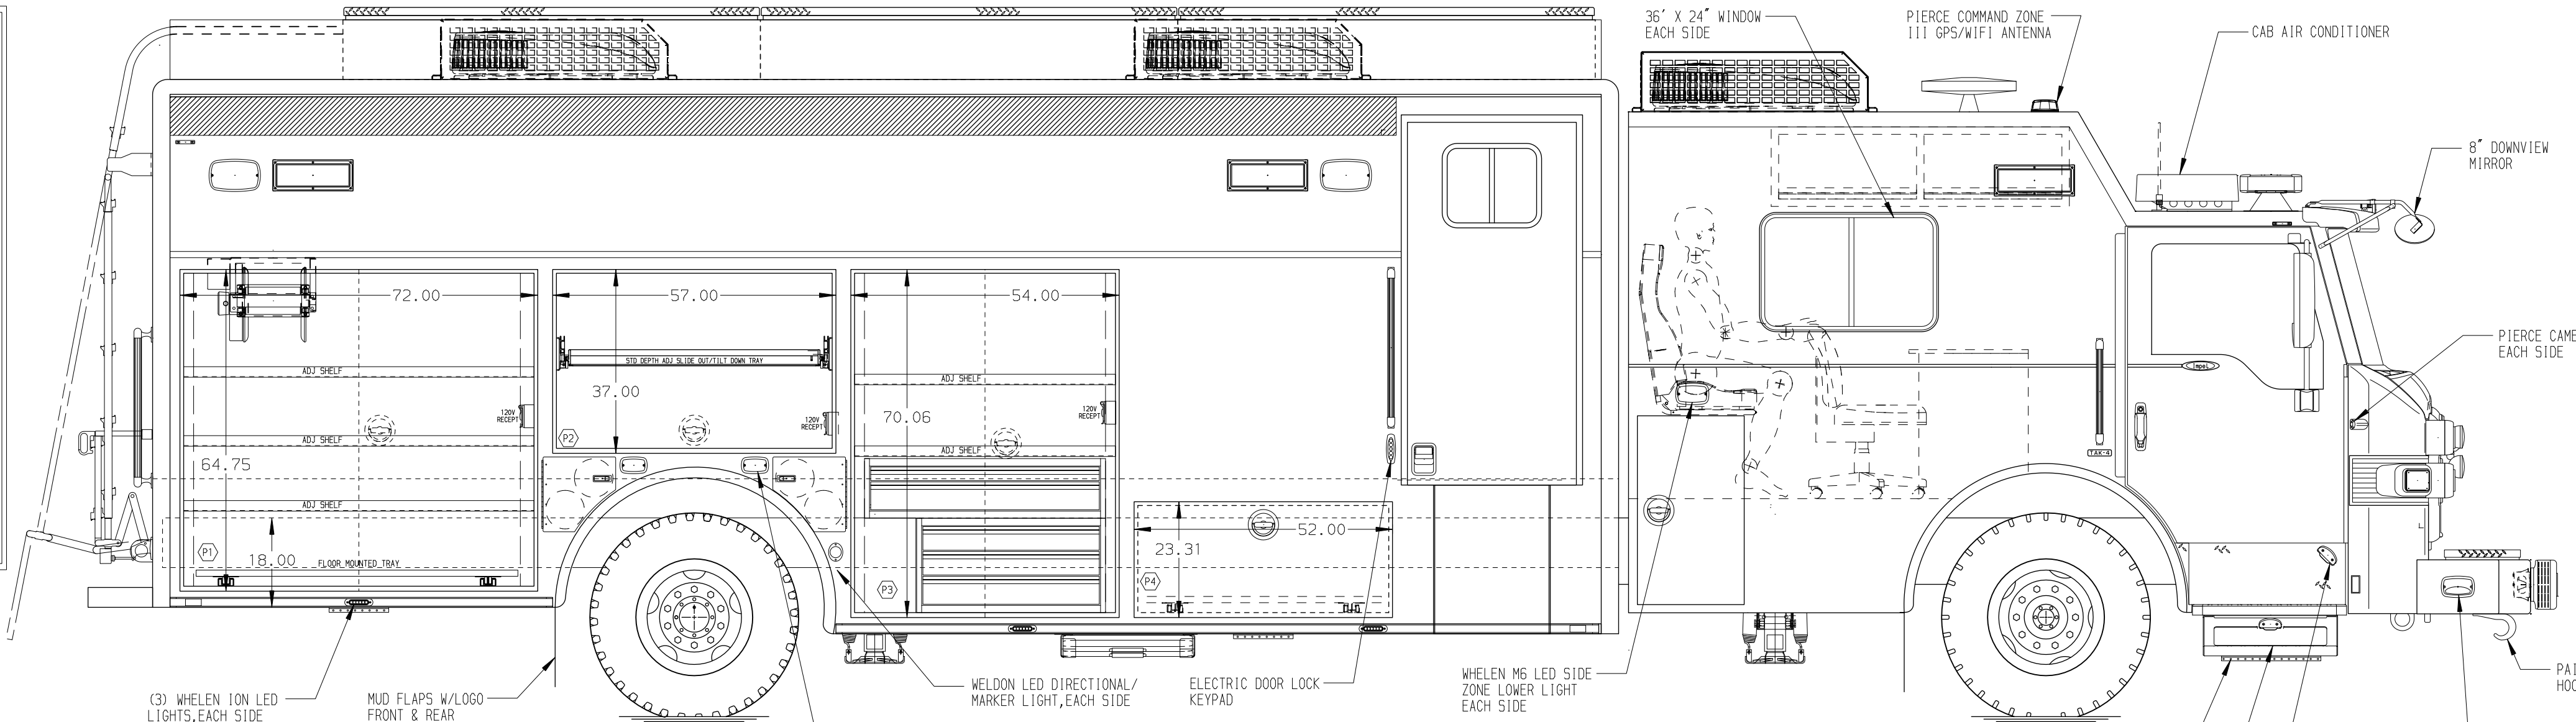 36' X 24" WINDOW
EACH SIDE
PIERCE COMMAND ZONE
III GPS/WIFI ANTENNA
CAB AIR CONDITIONER
8" DOWNVIEW
MIRROR
PIERCE CAME
EACH SIDE
72.00
57.00
54.00
STD DEPTH ADJ SLIDE OUT/TILT DOWN TRAY
ADJ SHELF
ADJ SHELF
37.00
Impel
120V
RECEPT
120V
RECEPT
120V
RECEPT
70.06
P2
ADJ SHELF
ADJ SHELF
TAK-4
64.75
ADJ SHELF
P1
18.00
FLOOR MOUNTED TRAY
52.00
23.31
P3
P4
(3) WHELEN ION LED
LIGHTS,EACH SIDE
MUD FLAPS W/LOGO
FRONT & REAR
WELDON LED DIRECTIONAL/
MARKER LIGHT,EACH SIDE
ELECTRIC DOOR LOCK
KEYPAD
WHELEN M6 LED SIDE
ZONE LOWER LIGHT
EACH SIDE
PAI
HOO